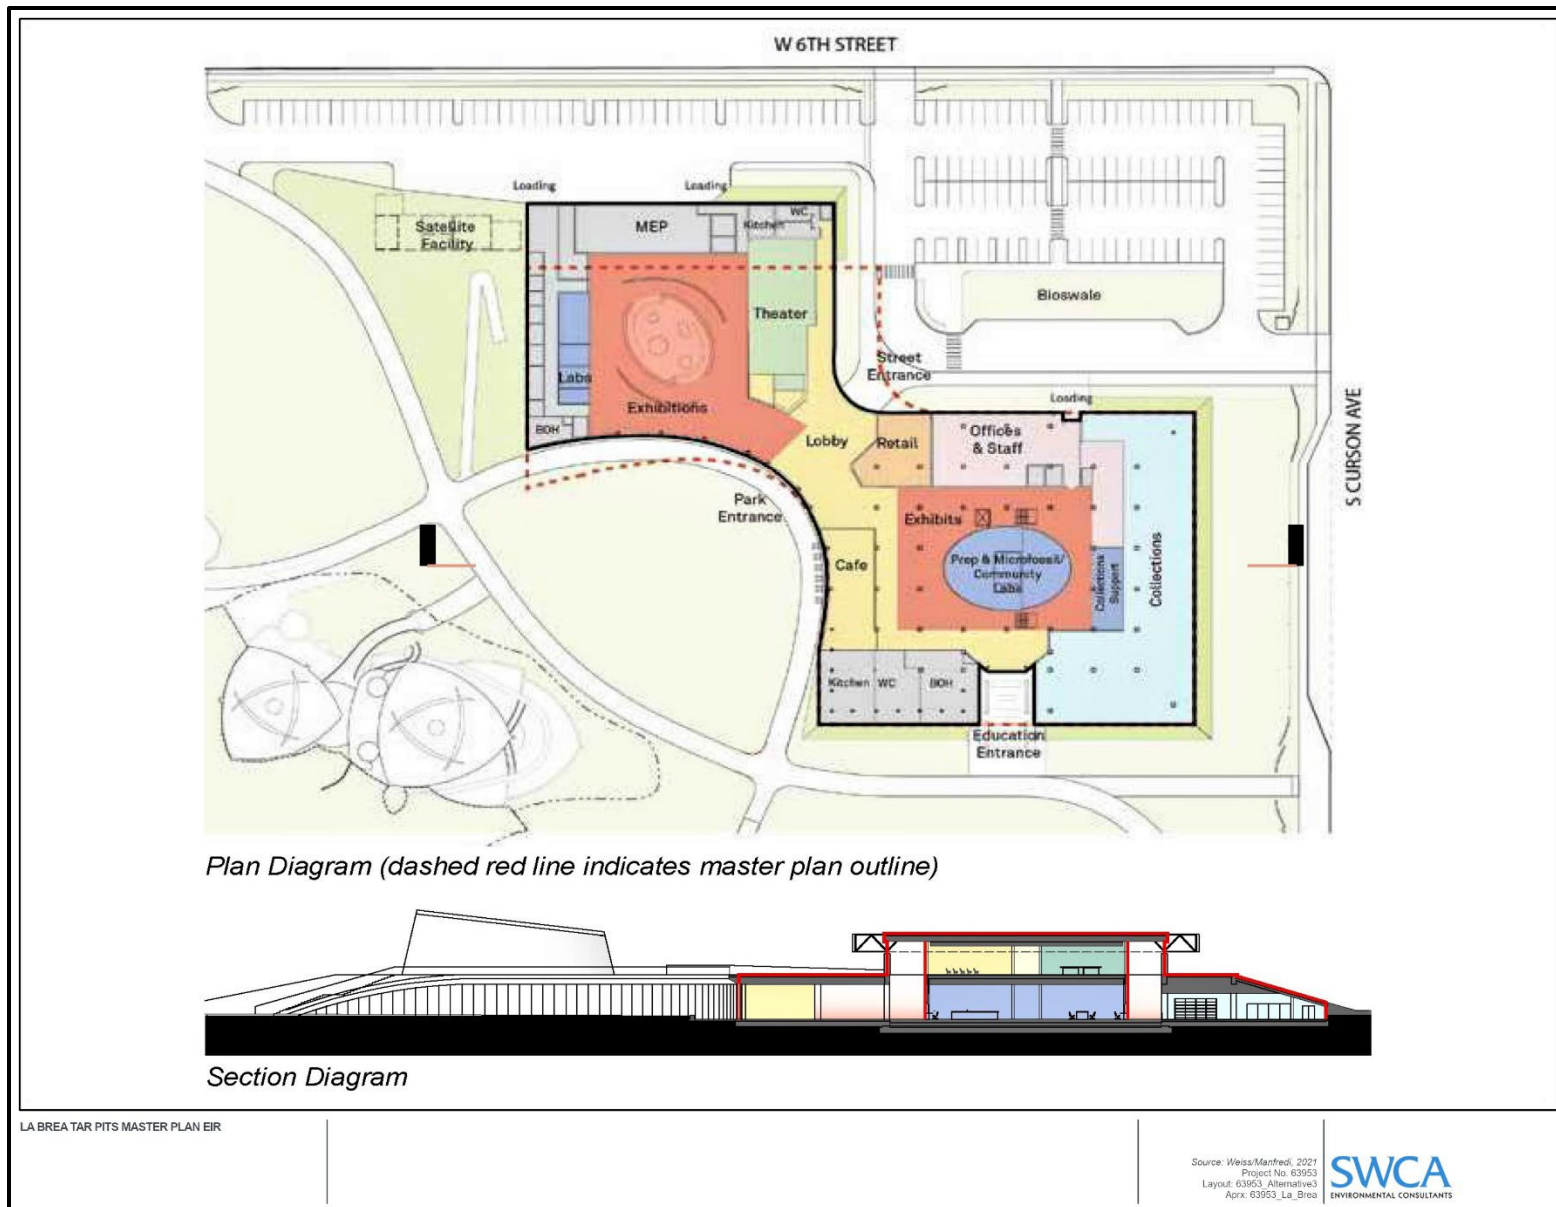 W 6TH STREET
Loading
Loading
WC
Satellite
Facility
MEP
Kitchen
Bioswale
Theater
Street
Entrance
Labs
Loading
Exhibitions
BOH
Lobby
Retail
Offices
& Staff
S CURSON AVE
Park
Entrance
Exhibits
Cafe
Prep & Microfossil/
Community
Labs
Collections
Support
Collections
Kitchen WC BOH
Education
Entrance
Plan Diagram (dashed red line indicates master plan outline)
Section Diagram
LA BREA TAR PITS MASTER PLAN EIR
Source: Weiss/Manfredi, 2021
Project No. 63953
Layout: 63953_Alternative3
Aprx: 63953_La_Brea
SWCA
ENVIRONMENTAL CONSULTANTS